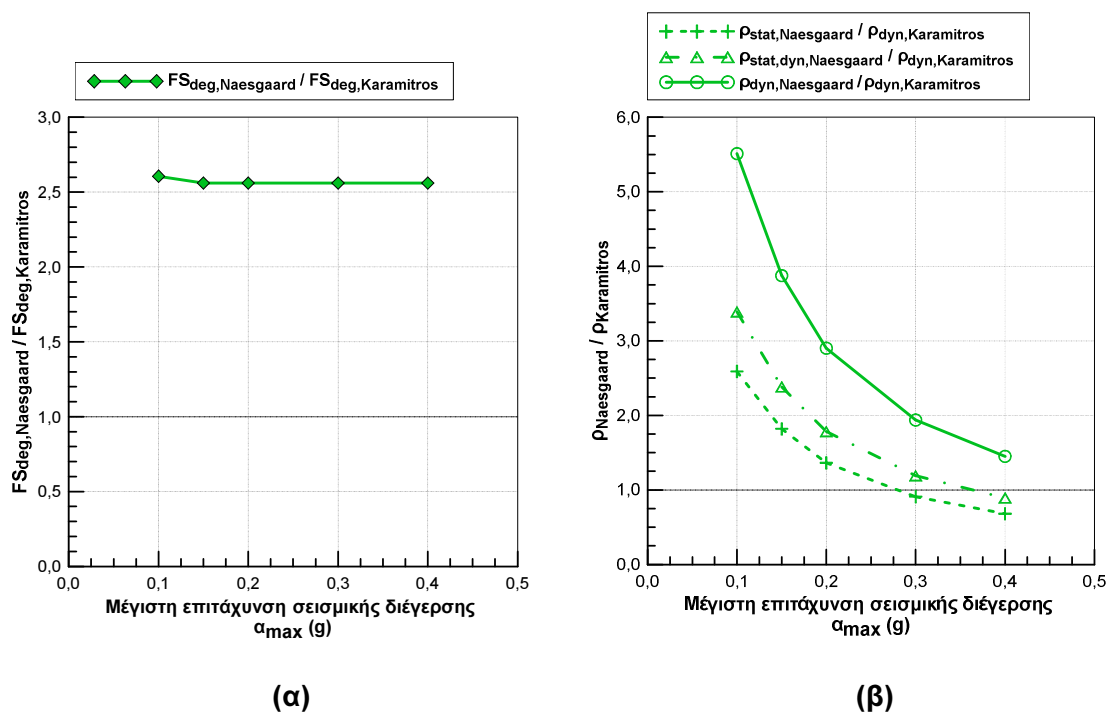 FSdeg,Naesgaard / FSdeg,Karamitros
3,0
2,5
2,0
1,5
1,0
0,5
0,0
FSdeg,Naesgaard / FSdeg,Karamitros
0,0 0,1 0,2 0,3 0,4 0,5
Μέγιστη επιτάχυνση σεισμικής διέγερσης
αmax (g)
(α)
ρstat,Naesgaard / ρdyn,Karamitros
ρstat,dyn,Naesgaard / ρdyn,Karamitros
ρdyn,Naesgaard / ρdyn,Karamitros
6,0
5,0
4,0
3,0
2,0
1,0
0,0
ρNaesgaard / ρKaramitros
0,0 0,1 0,2 0,3 0,4 0,5
Μέγιστη επιτάχυνση σεισμικής διέγερσης
αmax (g)
(β)